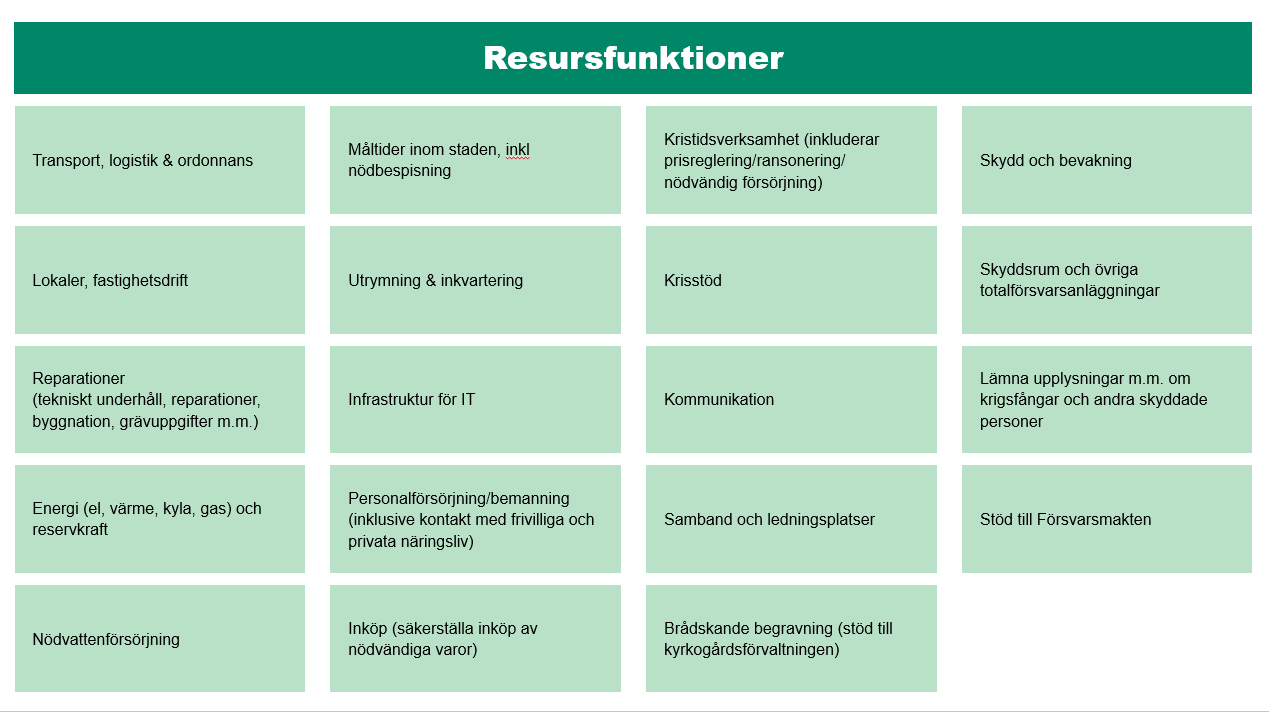 Resursfunktioner
Transport, logistik & ordonnans
Måltider inom staden, inkl
nödbespisning
Kristidsverksamhet (inkluderar
prisreglering/ransonering/
nödvändig försörjning)
Skydd och bevakning
Lokaler, fastighetsdrift
Utrymning & inkvartering
Krisstöd
Skyddsrum och övriga
totalförsvarsanläggningar
Reparationer
(tekniskt underhåll, reparationer,
byggnation, grävuppgifter m.m.)
Infrastruktur för IT
Kommunikation
Lämna upplysningar m.m. om
krigsfångar och andra skyddade
personer
Energi (el, värme, kyla, gas) och
reservkraft
Personalförsörjning/bemanning
(inklusive kontakt med frivilliga och
privata näringsliv)
Samband och ledningsplatser
Stöd till Försvarsmakten
Nödvattenförsörjning
Inköp (säkerställa inköp av
nödvändiga varor)
Brådskande begravning (stöd till
kyrkogårdsförvaltningen)